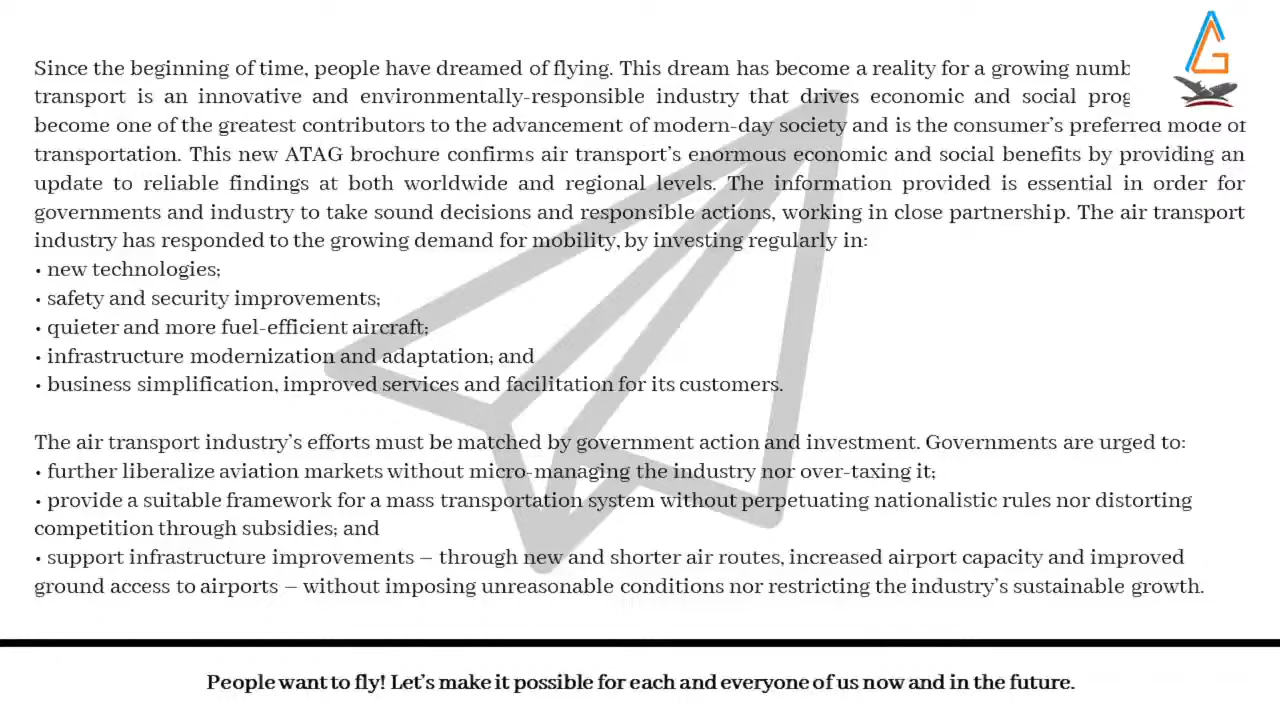 Since the beginning of time, people have dreamed of flying. This dream has become a reality for a growing
transport is an innovative and environmentally-responsible industry that drives economic and social
become one of the greatest contributors to the advancement of modern-day society and is the consumer's preferred mode of
transportation. This new ATAG brochure confirms air transport's enormous economic and social benefits by providing an
update to reliable findings at both worldwide and regional levels. The information provided is essential in order for
governments and industry to take sound decisions and responsible actions, working in close partnership. The air transport
industry has responded to the growing demand for mobility, by investing regularly in:
• new technologies;
• safety and security improvements;
• quieter and more fuel-efficient aircraft;
• infrastructure modernization and adaptation; and
• business simplification, improved services and facilitation for its customers.
The air transport industry's efforts must be matched by government action and investment. Governments are urged to:
• further liberalize aviation markets without micro-managing the industry nor over-taxing it;
• provide a suitable framework for a mass transportation system without perpetuating nationalistic rules nor distorting
competition through subsidies; and
• support infrastructure improvements – through new and shorter air routes, increased airport capacity and improved
ground access to airports – without imposing unreasonable conditions nor restricting the industry's sustainable growth.
People want to fly! Let's make it possible for each and everyone of us now and in the future.